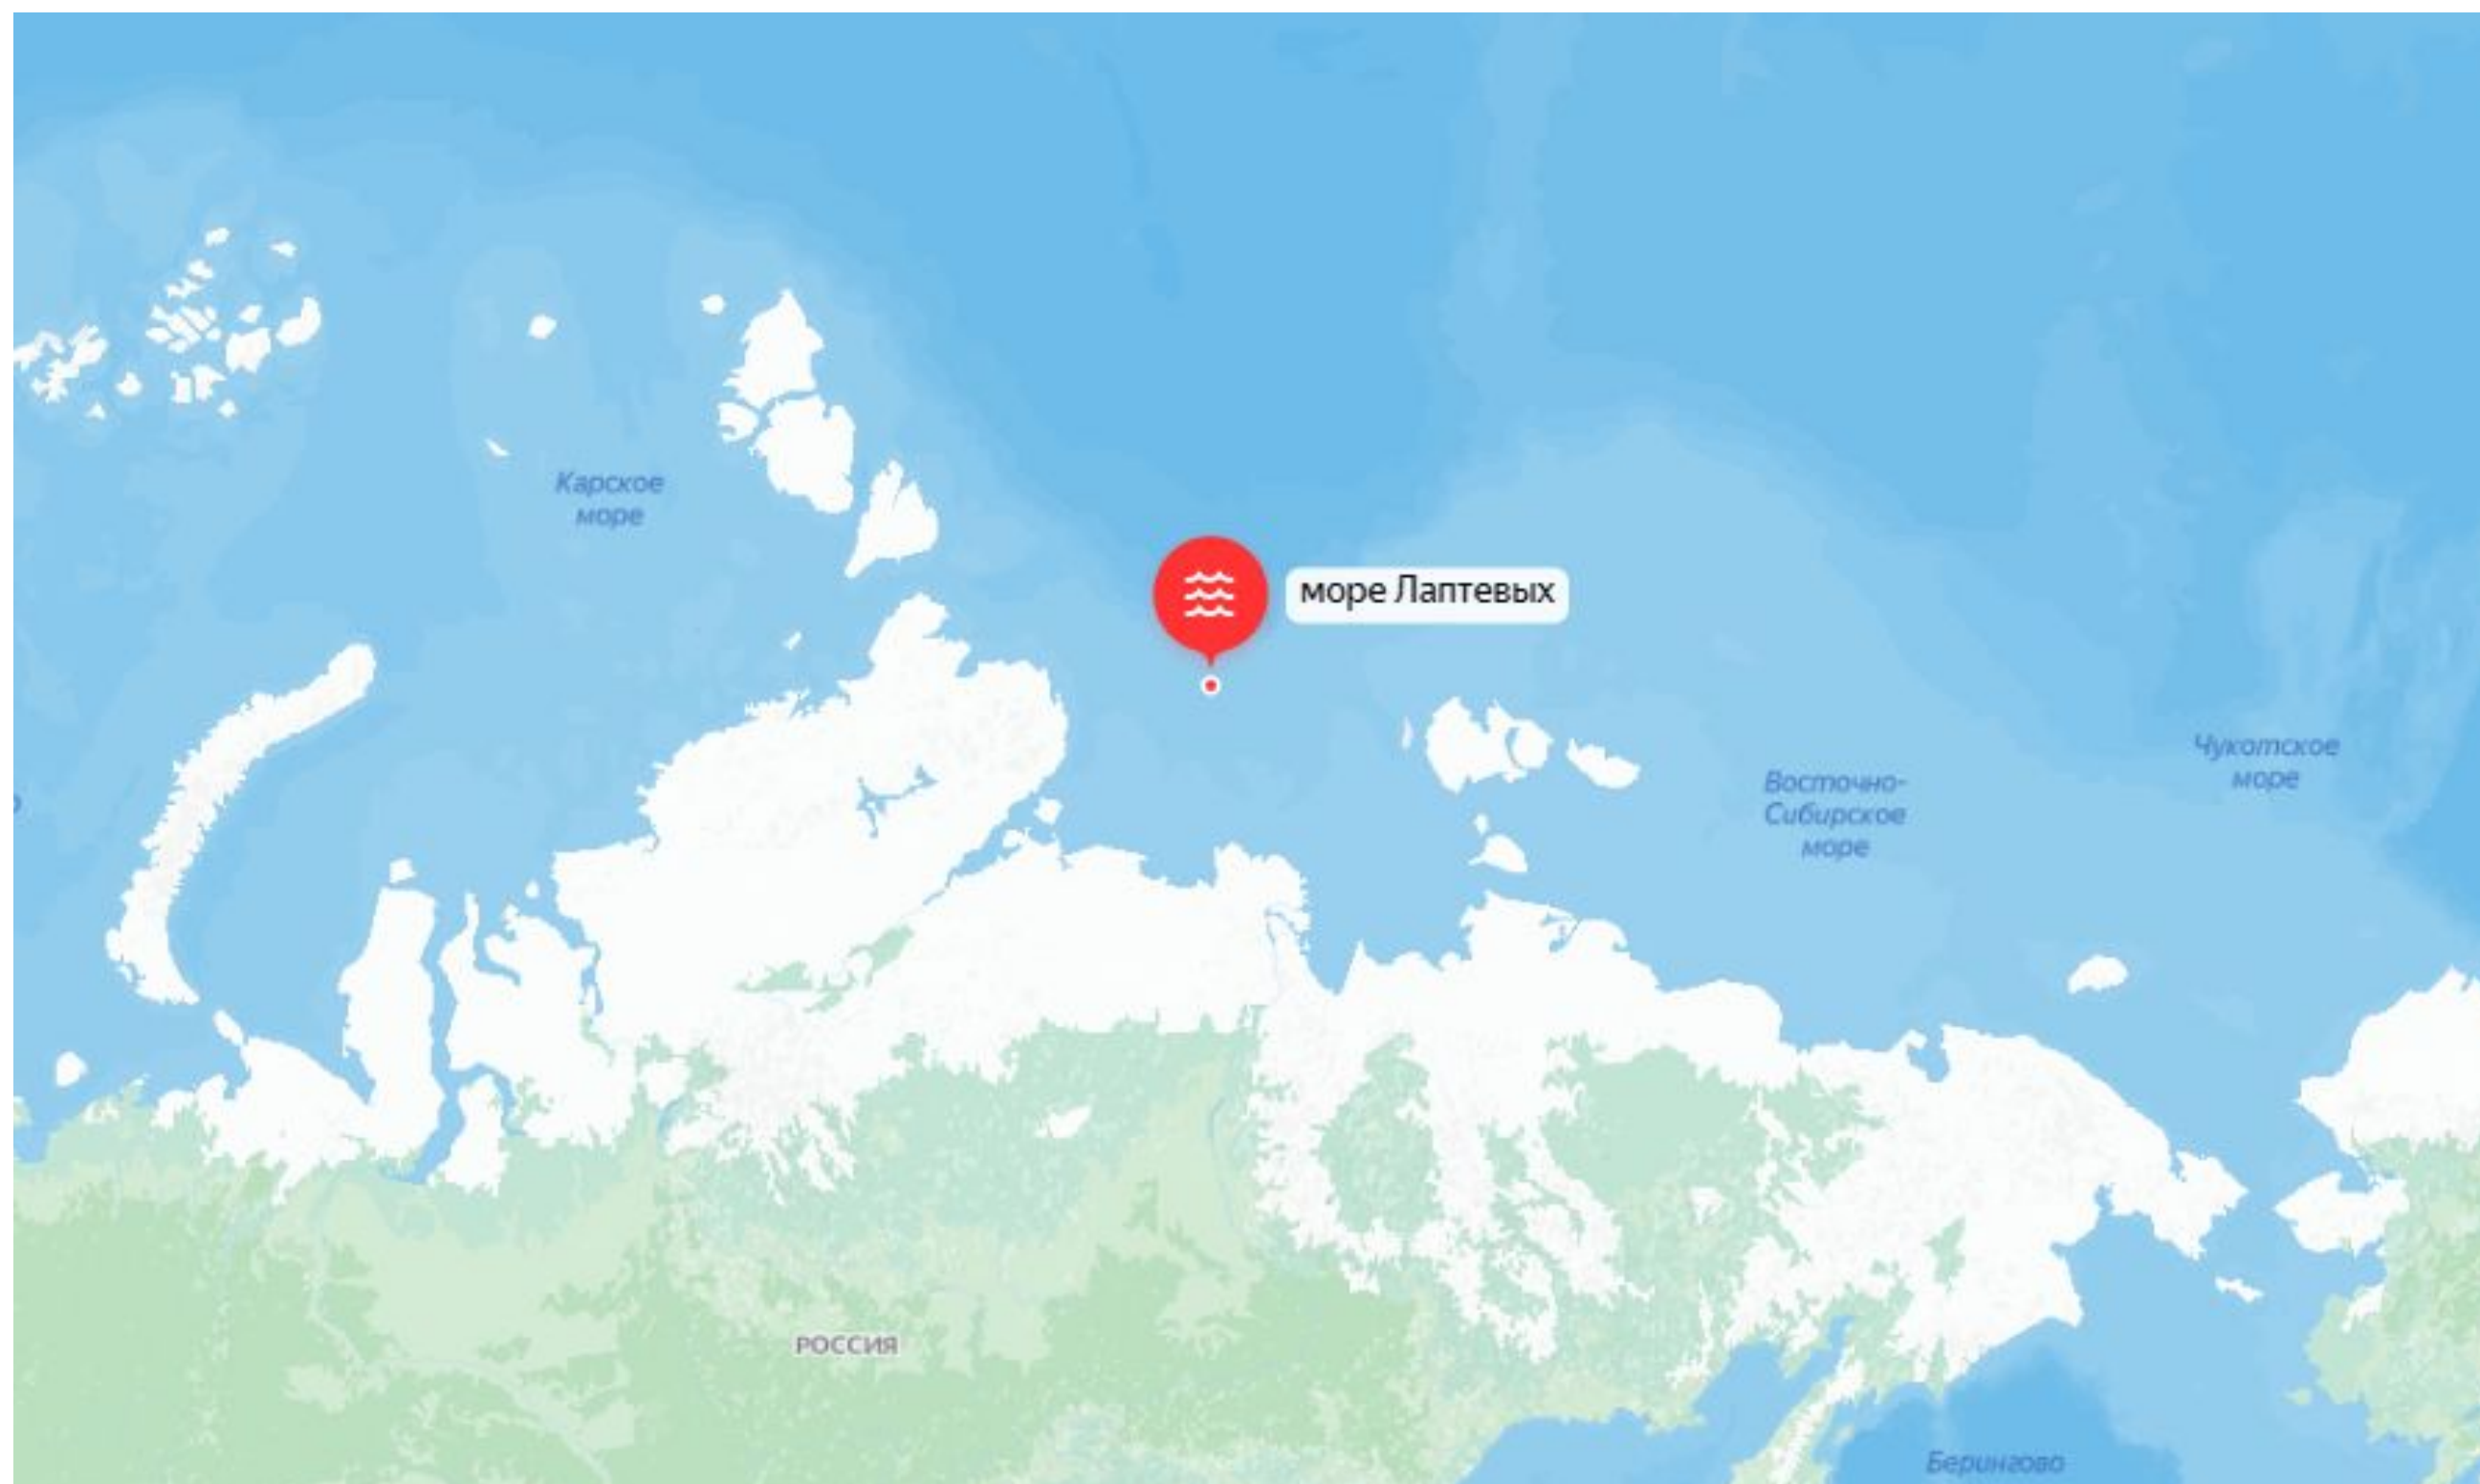 Карское
море
море Лаптевых
Чукотское
море
Восточно-
Сибирское
море
РОССИЯ
Берингово